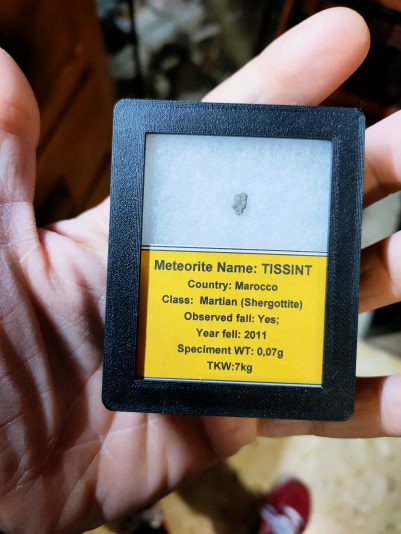 Meteorite Name: TISSINT
Country: Marocco
Class: Martian (Shergottite)
Observed fall: Yes;
Year fell: 2011
Speciment WT: 0,07g
TKW:7kg